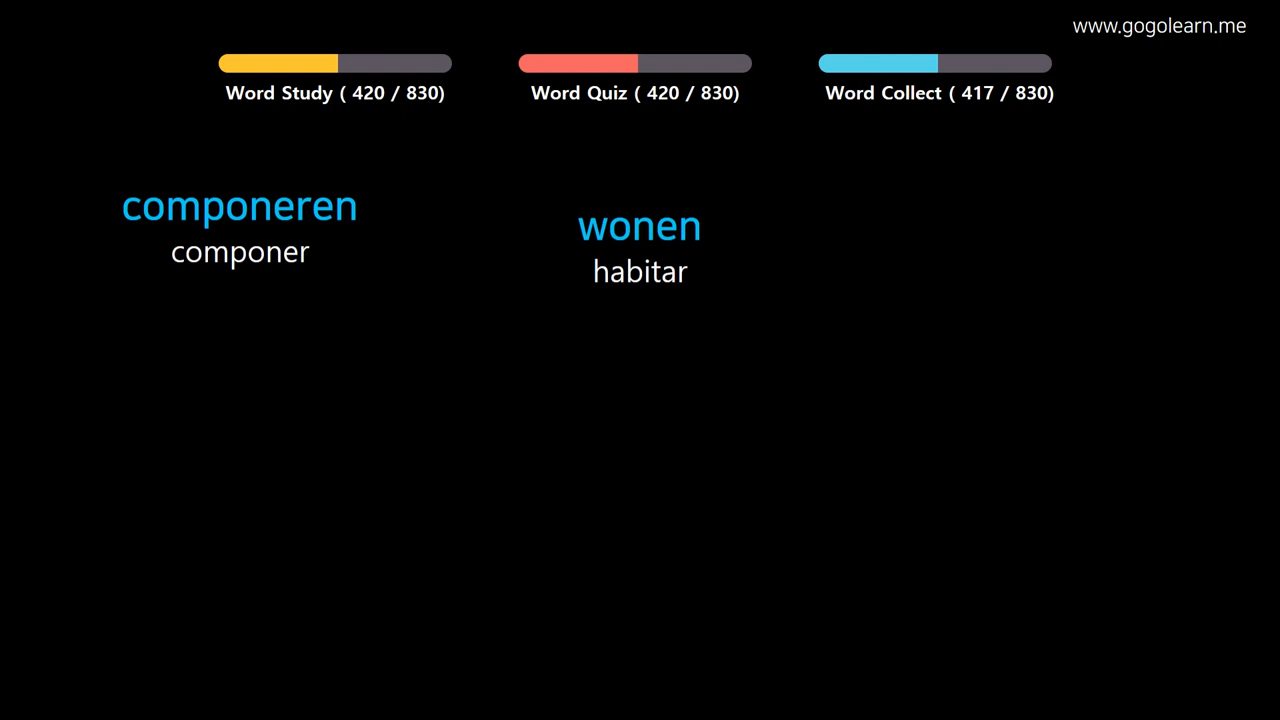 www.gogolearn.me
Word Study ( 420 / 830)
Word Quiz ( 420 / 830)
Word Collect ( 417 / 830)
componeren
componer
wonen
habitar